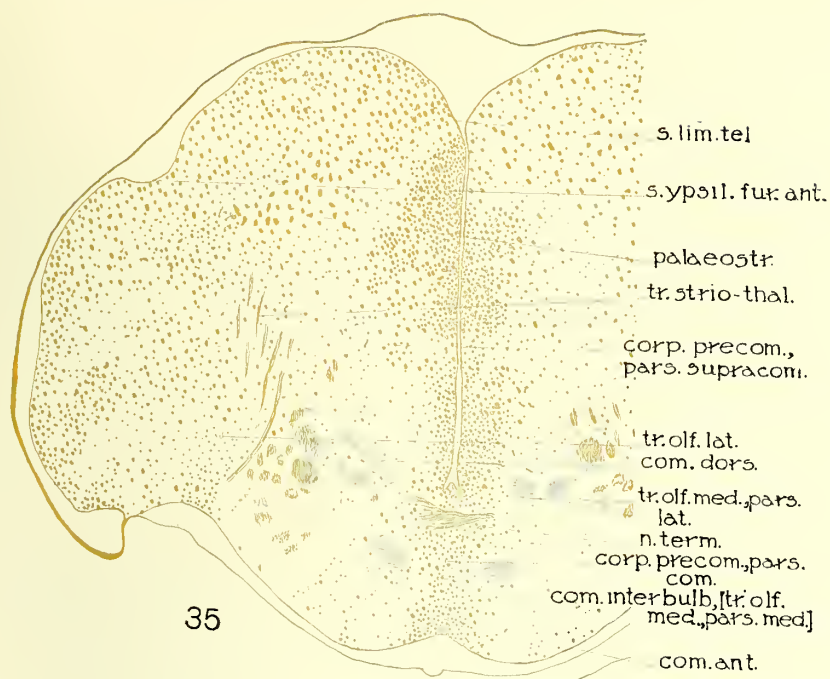 s. lim. tel
s. ypsil. fur. ant.
palaeostr.
tr. strio-thal.
corp. precom.,
pars. supracom.
tr. olf. lat.
com. dors.
tr. olf. med., pars.
lat.
n. term.
corp. precom., pars.
com.
com. interbulb, [tr. olf.
med., pars. med.]
com. ant.
35